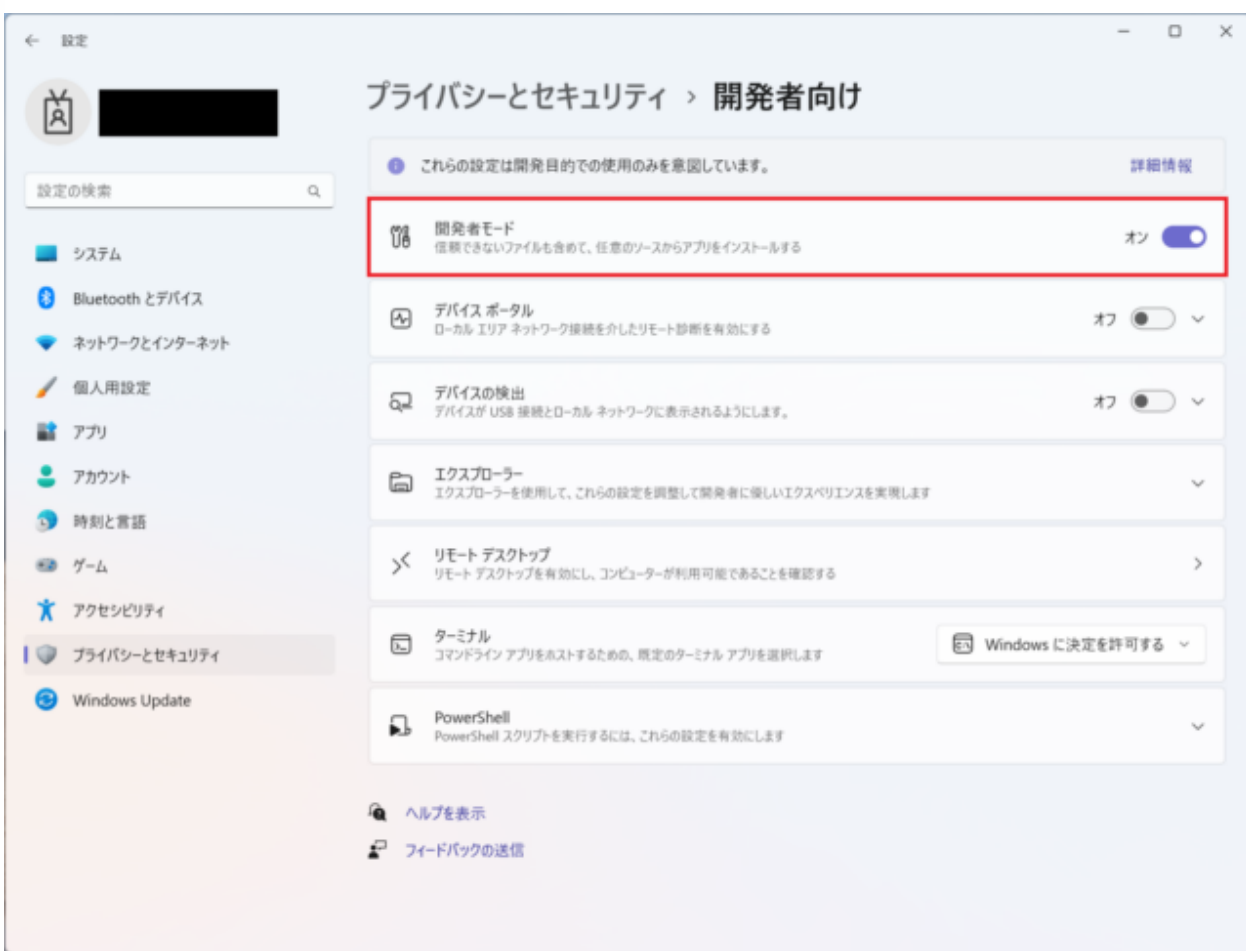 設定
プライバシーとセキュリティ › 開発者向け
これらの設定は開発目的での使用のみを意図しています。
詳細情報
設定の検索
システム
Bluetooth とデバイス
ネットワークとインターネット
個人用設定
アプリ
アカウント
時刻と言語
ゲーム
アクセシビリティ
プライバシーとセキュリティ
Windows Update
開発者モード
信頼できないファイルも含めて、任意のソースからアプリをインストールする
オン
デバイス ポータル
ローカル エリア ネットワーク接続を介したリモート診断を有効にする
オフ
デバイスの検出
デバイスが USB 接続とローカル ネットワークに表示されるようにします。
オフ
エクスプローラー
エクスプローラーを使用して、これらの設定を調整して開発者に優しいエクスペリエンスを実現します
リモート デスクトップ
リモート デスクトップを有効にし、コンピューターが利用可能であることを確認する
ターミナル
コマンドライン アプリをホストするための、既定のターミナル アプリを選択します
Windows に決定を許可する
PowerShell
PowerShell スクリプトを実行するには、これらの設定を有効にします
ヘルプを表示
フィードバックの送信